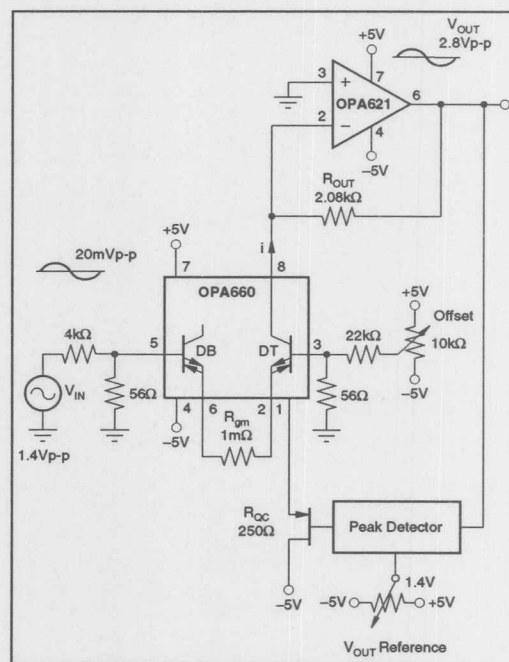 VOUT
2.8Vp-p
+5V
3
7
+
OPA621
6
2
–
4
–5V
ROUT
2.08kΩ
+5V
20mVp-p
i
7
8
OPA660
+5V
4kΩ
5
DB
DT
3
22kΩ
Offset
10kΩ
VIN
56Ω
56Ω
–5V
4
6
2
1
–5V
Rgm
1mΩ
1.4Vp-p
RQC
250Ω
Peak Detector
1.4V
–5V
–5V
+5V
VOUT Reference